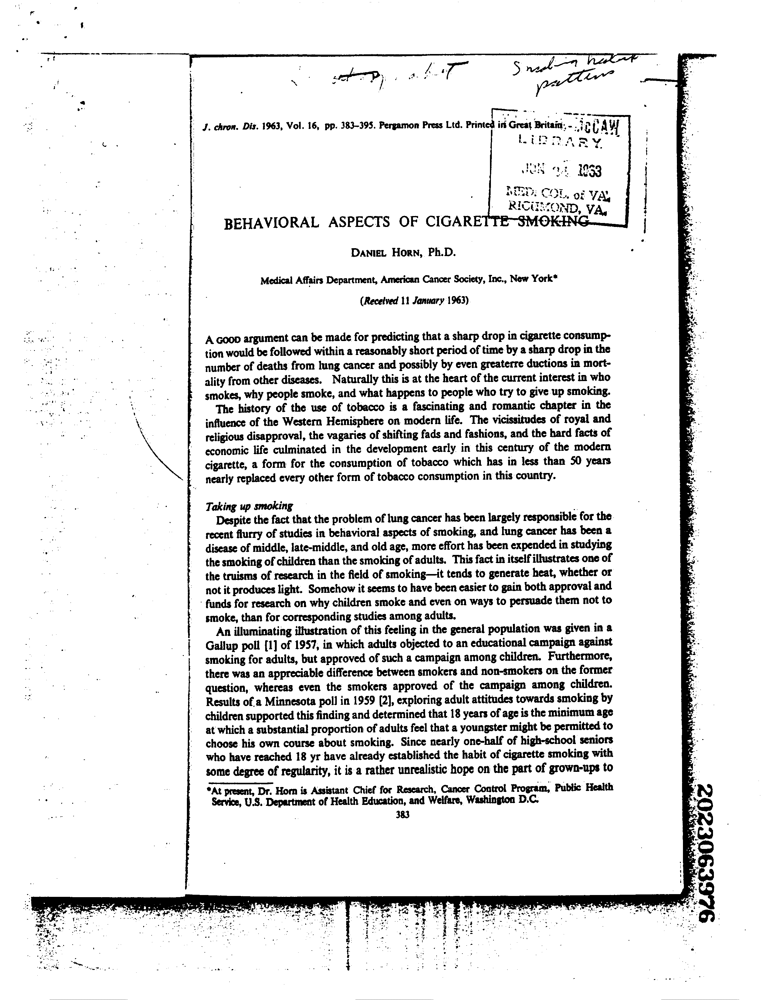 Smoking habit
patterns
J. chron. Dis. 1963, Vol. 16, pp. 383–395. Pergamon Press Ltd. Printed in Great Britain.
McCAW
LIBRARY
JUN 1963
MED. COL. of VA.
RICHMOND, VA.
BEHAVIORAL ASPECTS OF CIGARETTE SMOKING
DANIEL HORN, Ph.D.
Medical Affairs Department, American Cancer Society, Inc., New York*
(Received 11 January 1963)
A GOOD argument can be made for predicting that a sharp drop in cigarette consump-
tion would be followed within a reasonably short period of time by a sharp drop in the
number of deaths from lung cancer and possibly by even greaterre ductions in mort-
ality from other diseases. Naturally this is at the heart of the current interest in who
smokes, why people smoke, and what happens to people who try to give up smoking.
The history of the use of tobacco is a fascinating and romantic chapter in the
influence of the Western Hemisphere on modern life. The vicissitudes of royal and
religious disapproval, the vagaries of shifting fads and fashions, and the hard facts of
economic life culminated in the development early in this century of the modern
cigarette, a form for the consumption of tobacco which has in less than 50 years
nearly replaced every other form of tobacco consumption in this country.
Taking up smoking
Despite the fact that the problem of lung cancer has been largely responsible for the
recent flurry of studies in behavioral aspects of smoking, and lung cancer has been a
disease of middle, late-middle, and old age, more effort has been expended in studying
the smoking of children than the smoking of adults. This fact in itself illustrates one of
the truisms of research in the field of smoking—it tends to generate heat, whether or
not it produces light. Somehow it seems to have been easier to gain both approval and
funds for research on why children smoke and even on ways to persuade them not to
smoke, than for corresponding studies among adults.
An illuminating illustration of this feeling in the general population was given in a
Gallup poll [1] of 1957, in which adults objected to an educational campaign against
smoking for adults, but approved of such a campaign among children. Furthermore,
there was an appreciable difference between smokers and non-smokers on the former
question, whereas even the smokers approved of the campaign among children.
Results of a Minnesota poll in 1959 [2], exploring adult attitudes towards smoking by
children supported this finding and determined that 18 years of age is the minimum age
at which a substantial proportion of adults feel that a youngster might be permitted to
choose his own course about smoking. Since nearly one-half of high-school seniors
who have reached 18 yr have already established the habit of cigarette smoking with
some degree of regularity, it is a rather unrealistic hope on the part of grown-ups to
*At present, Dr. Horn is Assistant Chief for Research, Cancer Control Program, Public Health
Service, U.S. Department of Health Education, and Welfare, Washington D.C.
383
2023063976